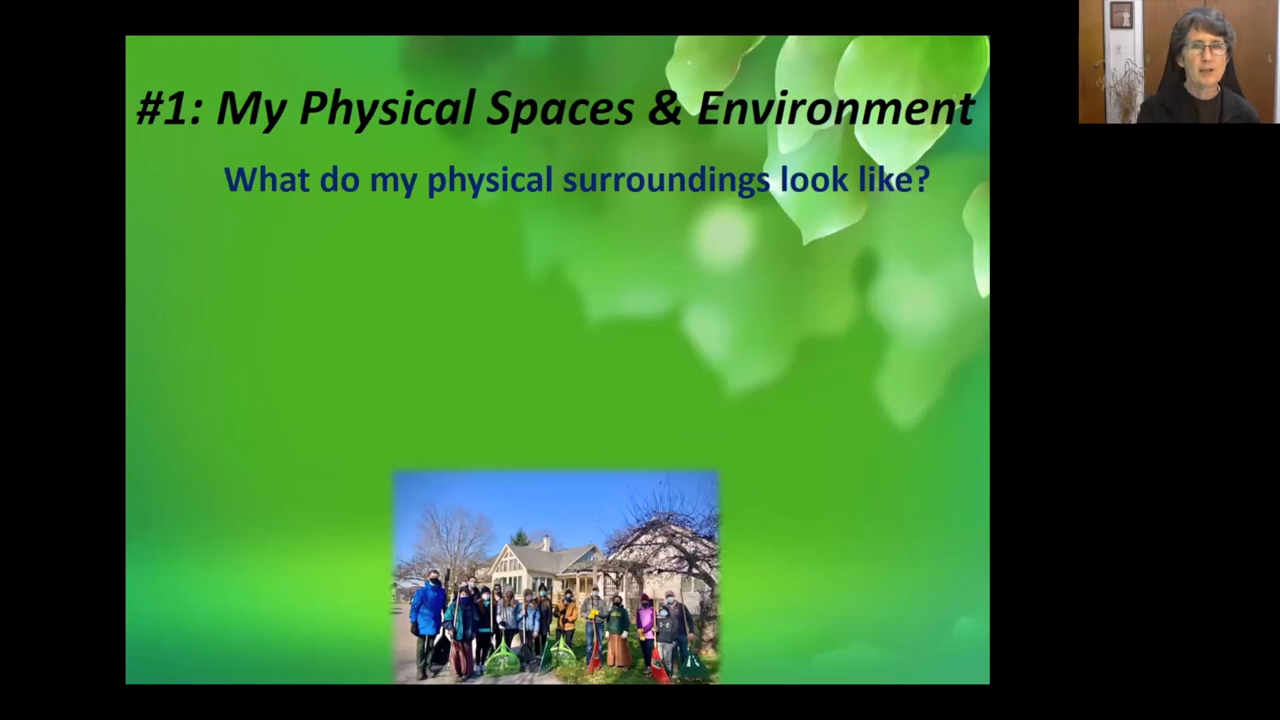 #1: My Physical Spaces & Environment
What do my physical surroundings look like?